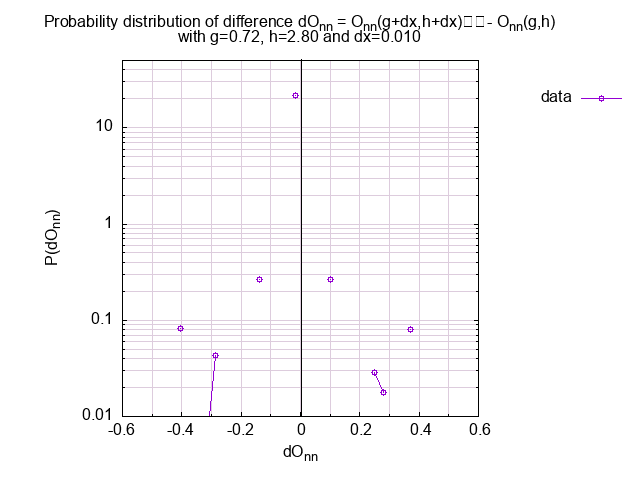 Probability distribution of difference dOnn = Onn(g+dx,h+dx)□□- Onn(g,h)
with g=0.72, h=2.80 and dx=0.010
data
10
1
0.1
0.01
P(dOnn)
-0.6 -0.4 -0.2 0 0.2 0.4 0.6
dOnn